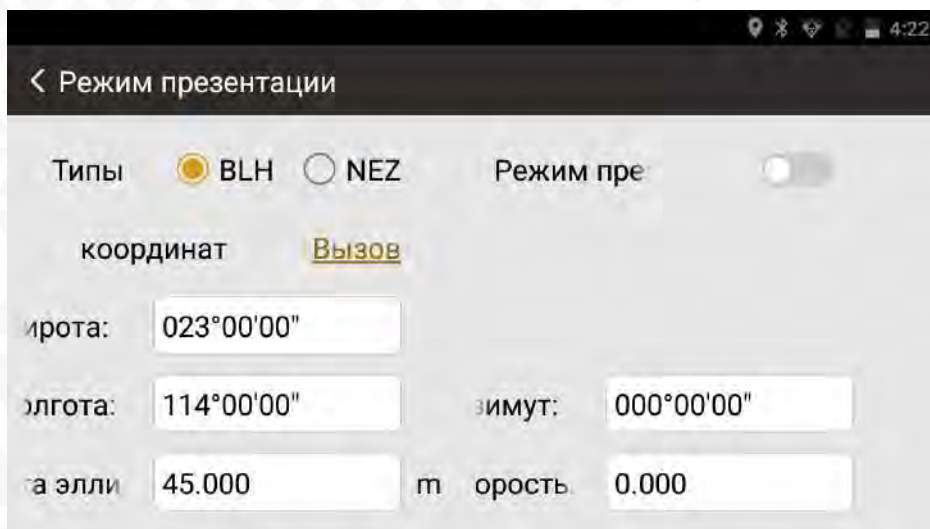 4:22
Режим презентации
Типы BLH NEZ Режим пре
координат Вызов
ирота: 023°00'00"
олгота: 114°00'00" зимут: 000°00'00"
та элли 45.000 m орость 0.000